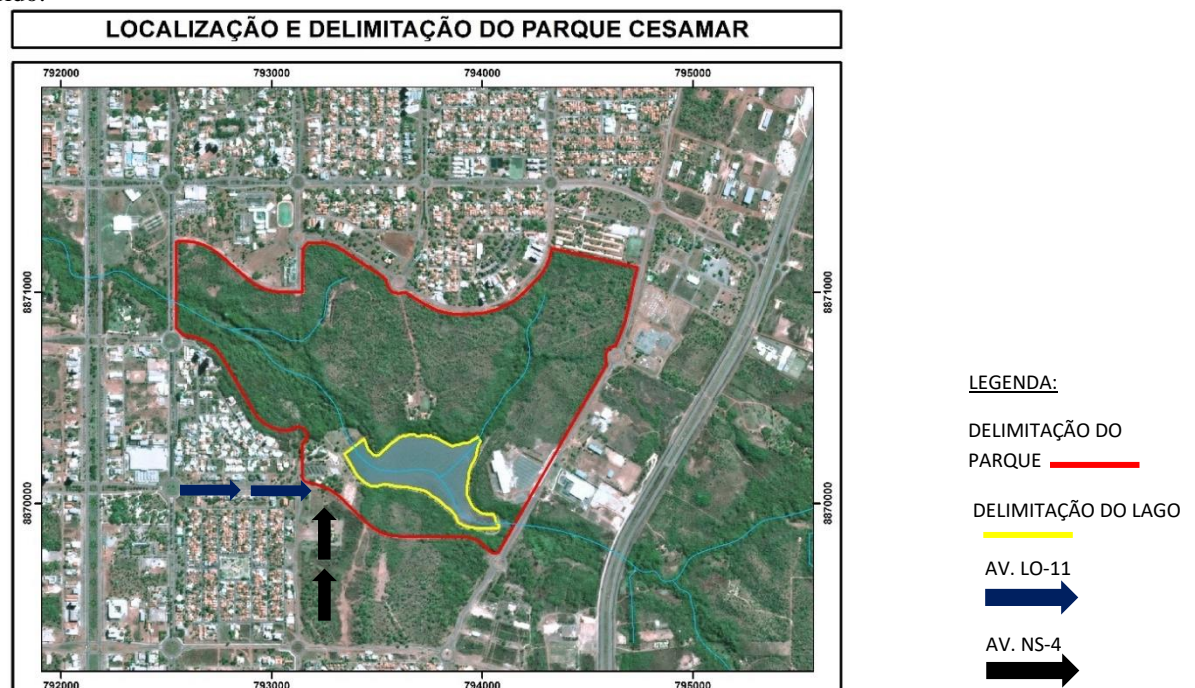 LOCALIZAÇÃO E DELIMITAÇÃO DO PARQUE CESAMAR
792000 793000 794000 795000
8871000 8871000
8870000 8870000
792000 793000 794000 795000
LEGENDA:
DELIMITAÇÃO DO
PARQUE
DELIMITAÇÃO DO LAGO
AV. LO-11
AV. NS-4